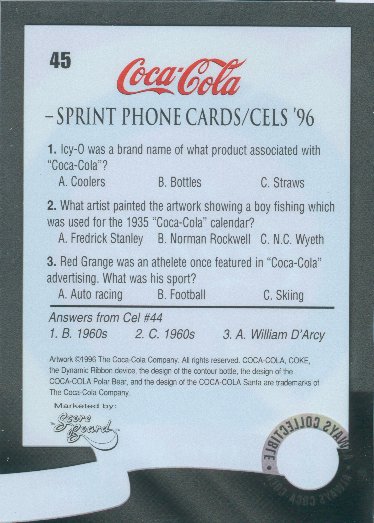 45
Coca-Cola
– SPRINT PHONE CARDS/CELS '96
1. Icy-O was a brand name of what product associated with
"Coca-Cola"?
A. Coolers B. Bottles C. Straws
2. What artist painted the artwork showing a boy fishing which
was used for the 1935 "Coca-Cola" calendar?
A. Fredrick Stanley B. Norman Rockwell C. N.C. Wyeth
3. Red Grange was an athelete once featured in "Coca-Cola"
advertising. What was his sport?
A. Auto racing B. Football C. Skiing
Answers from Cel #44
1. B. 1960s 2. C. 1960s 3. A. William D'Arcy
Artwork ©1996 The Coca-Cola Company. All rights reserved. COCA-COLA, COKE,
the Dynamic Ribbon device, the design of the contour bottle, the design of the
COCA-COLA Polar Bear, and the design of the COCA-COLA Santa are trademarks of
The Coca-Cola Company.
Marketed by:
Score
Board
ALWAYS COLLECTIBLE